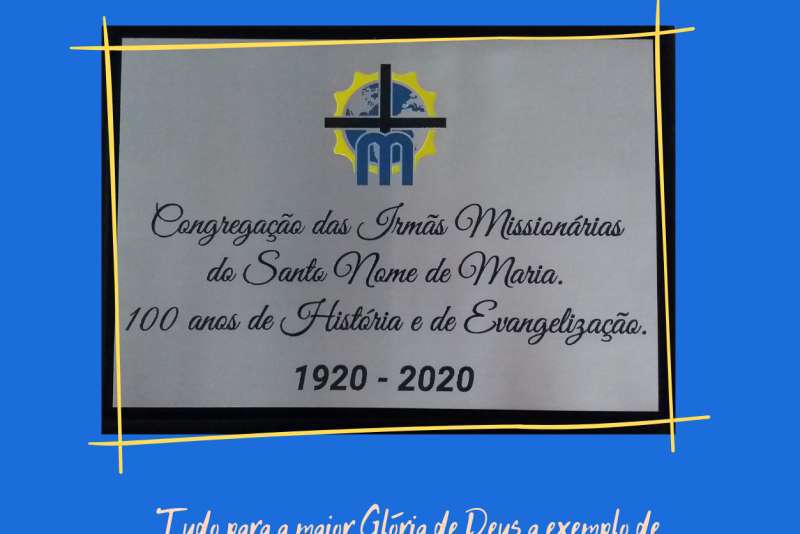 Congregação das Irmãs Missionárias
do Santo Nome de Maria.
100 anos de História e de Evangelização.
1920 - 2020
Tudo para a maior Glória de Deus a exemplo de